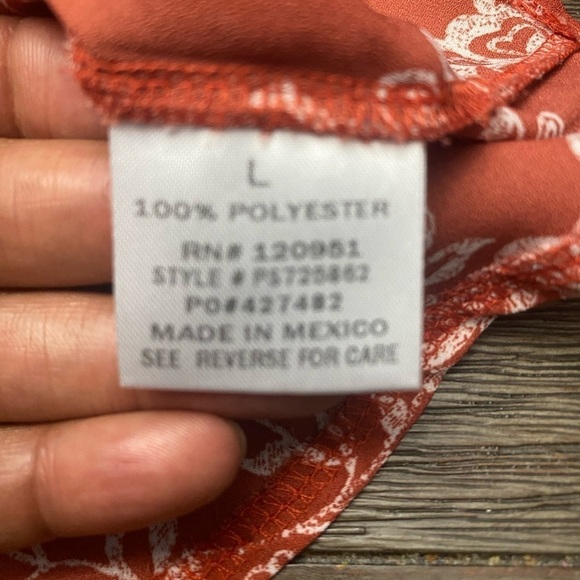 L
100% POLYESTER
RN# 120951
STYLE # PS725862
PO#427482
MADE IN MEXICO
SEE REVERSE FOR CARE